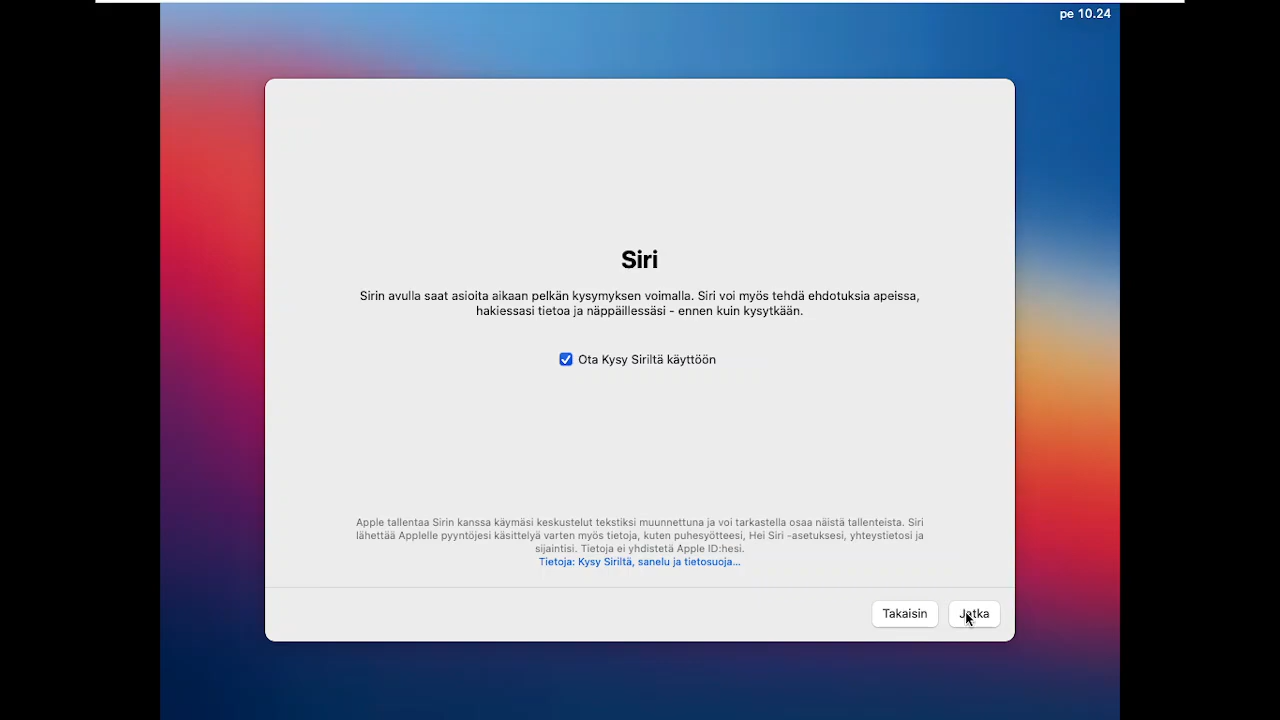 pe 10.24
Siri
Sirin avulla saat asioita aikaan pelkän kysymyksen voimalla. Siri voi myös tehdä ehdotuksia apeissa,
hakiessasi tietoa ja näppäillessäsi - ennen kuin kysytkään.
Ota Kysy Siriltä käyttöön
Apple tallentaa Sirin kanssa käymäsi keskustelut tekstiksi muunnettuna ja voi tarkastella osaa näistä tallenteista. Siri
lähettää Applelle pyyntöjesi käsittelyä varten myös tietoja, kuten puhesyötteesi, Hei Siri -asetuksesi, yhteystietosi ja
sijaintisi. Tietoja ei yhdistetä Apple ID:hesi.
Tietoja: Kysy Siriltä, sanelu ja tietosuoja...
Takaisin
Jatka